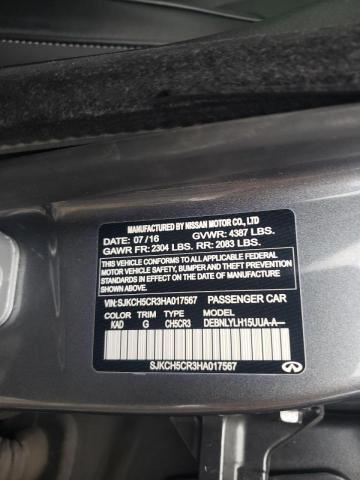 MANUFACTURED BY NISSAN MOTOR CO., LTD
DATE: 07/16 GVWR: 4387 LBS.
GAWR FR: 2304 LBS. RR: 2083 LBS.
THIS VEHICLE CONFORMS TO ALL APPLICABLE
FEDERAL MOTOR VEHICLE SAFETY, BUMPER,
AND THEFT PREVENTION STANDARDS IN EFFECT
ON THE DATE OF MANUFACTURE SHOWN ABOVE.
VIN: SJKCH5CR3HA017567 PASSENGER CAR
COLOR TRIM TYPE MODEL
KAD G CH5CR3 DEBNLYLH15UUA-A—
SJKCH5CR3HA017567